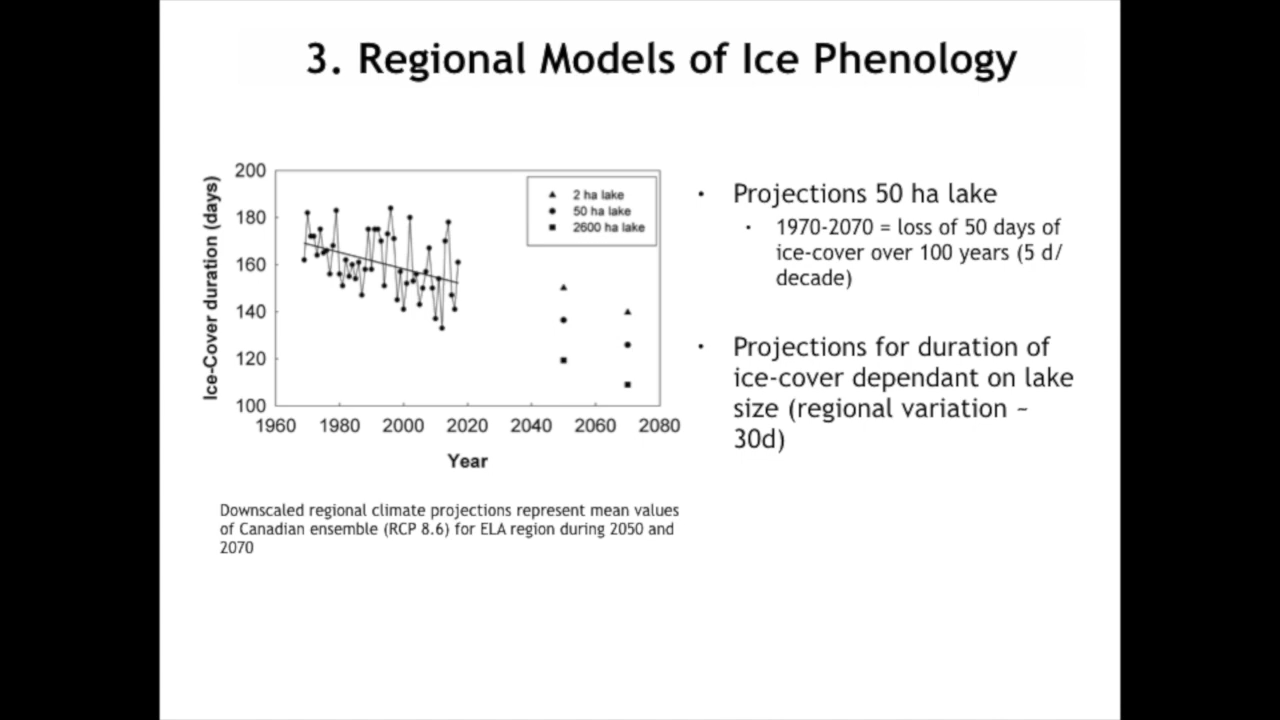 3. Regional Models of Ice Phenology
200
180
160
140
120
100
Ice-Cover duration (days)
2 ha lake
50 ha lake
2600 ha lake
1960 1980 2000 2020 2040 2060 2080
Year
Downscaled regional climate projections represent mean values
of Canadian ensemble (RCP 8.6) for ELA region during 2050 and
2070
• Projections 50 ha lake
• 1970-2070 = loss of 50 days of
ice-cover over 100 years (5 d/
decade)
• Projections for duration of
ice-cover dependant on lake
size (regional variation ~
30d)